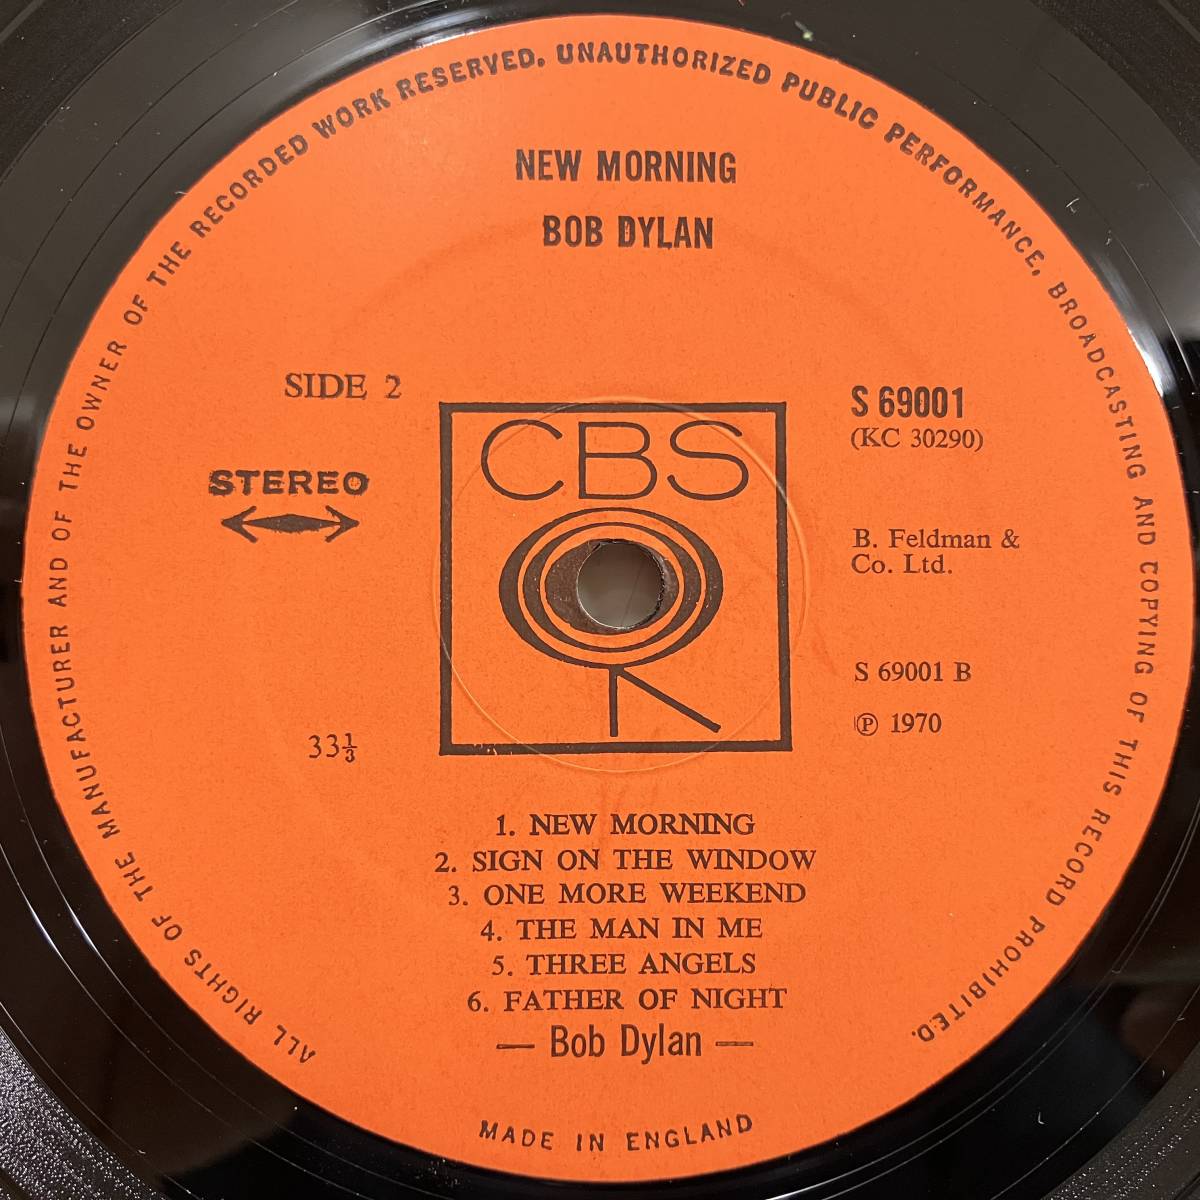 ALL RIGHTS OF THE MANUFACTURER AND OF THE OWNER OF THE RECORDED WORK RESERVED. UNAUTHORIZED PUBLIC PERFORMANCE, BROADCASTING AND COPYING OF THIS RECORD PROHIBITED.
NEW MORNING
BOB DYLAN
SIDE 2
STEREO
33⅓
CBS
S 69001
(KC 30290)
B. Feldman &
Co. Ltd.
S 69001 B
℗ 1970
1. NEW MORNING
2. SIGN ON THE WINDOW
3. ONE MORE WEEKEND
4. THE MAN IN ME
5. THREE ANGELS
6. FATHER OF NIGHT
— Bob Dylan —
MADE IN ENGLAND